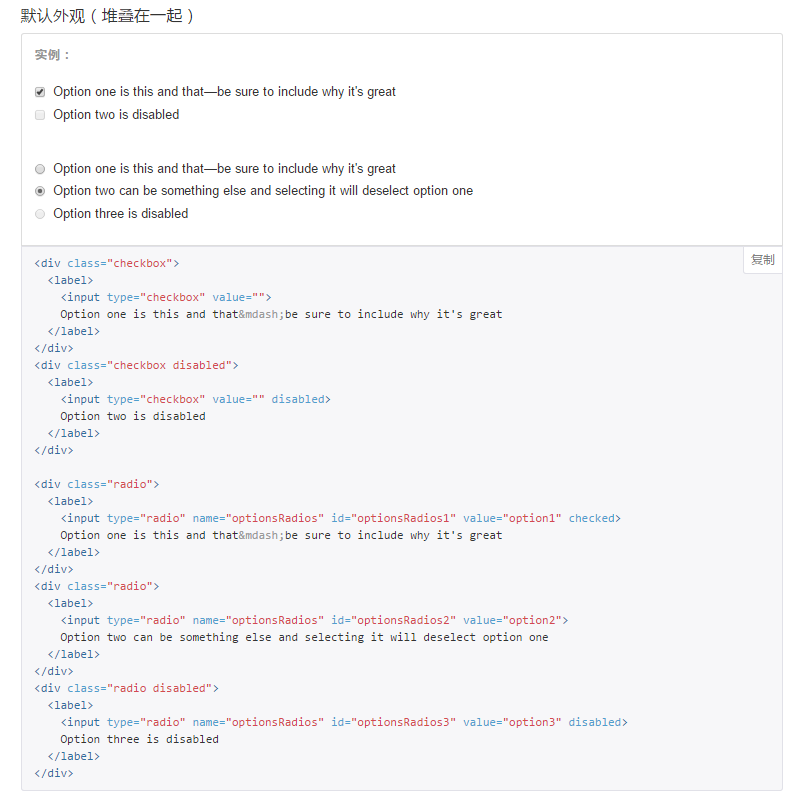 默认外观（堆叠在一起）
实例：
Option one is this and that—be sure to include why it's great
Option two is disabled
Option one is this and that—be sure to include why it's great
Option two can be something else and selecting it will deselect option one
Option three is disabled
复制
<div class="checkbox">
  <label>
    <input type="checkbox" value="">
    Option one is this and that&mdash;be sure to include why it's great
  </label>
</div>
<div class="checkbox disabled">
  <label>
    <input type="checkbox" value="" disabled>
    Option two is disabled
  </label>
</div>

<div class="radio">
  <label>
    <input type="radio" name="optionsRadios" id="optionsRadios1" value="option1" checked>
    Option one is this and that&mdash;be sure to include why it's great
  </label>
</div>
<div class="radio">
  <label>
    <input type="radio" name="optionsRadios" id="optionsRadios2" value="option2">
    Option two can be something else and selecting it will deselect option one
  </label>
</div>
<div class="radio disabled">
  <label>
    <input type="radio" name="optionsRadios" id="optionsRadios3" value="option3" disabled>
    Option three is disabled
  </label>
</div>